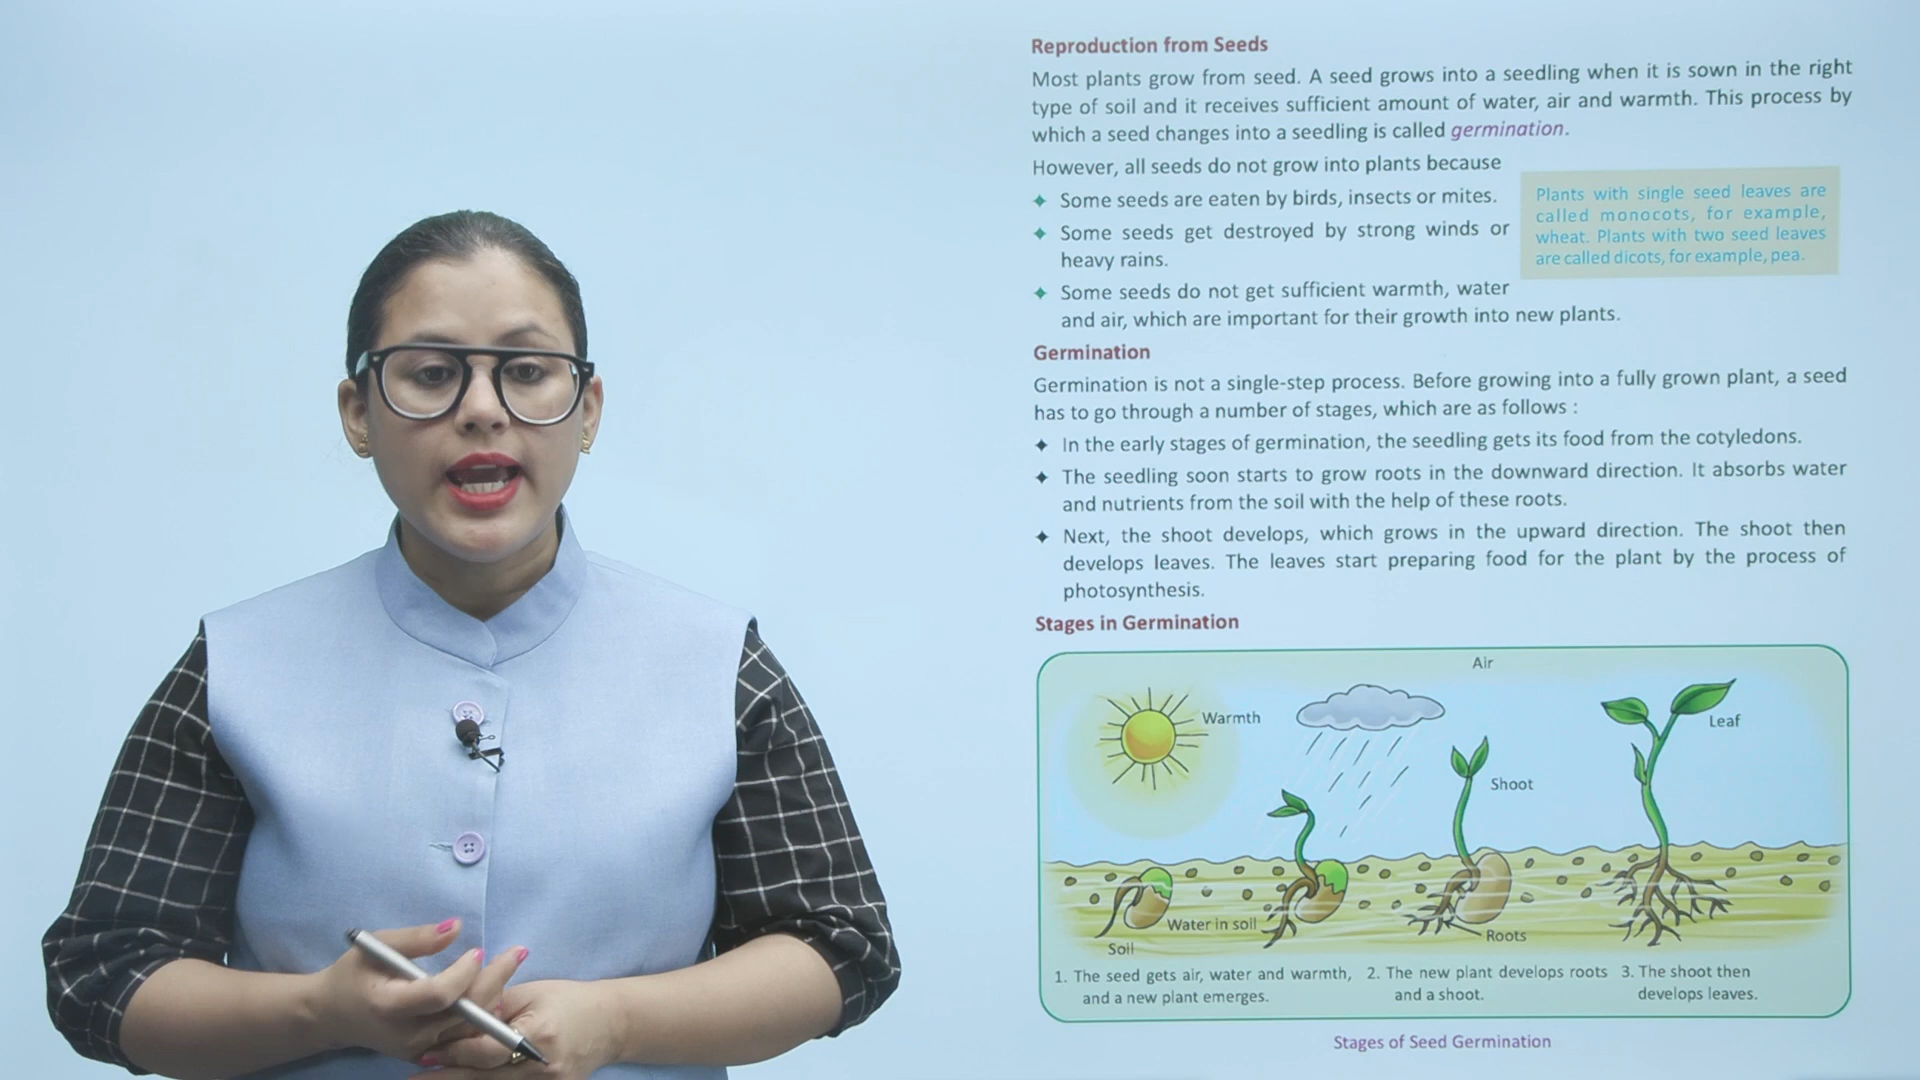 Reproduction from Seeds
Most plants grow from seed. A seed grows into a seedling when it is sown in the right
type of soil and it receives sufficient amount of water, air and warmth. This process by
which a seed changes into a seedling is called germination.
However, all seeds do not grow into plants because
✦ Some seeds are eaten by birds, insects or mites.
✦ Some seeds get destroyed by strong winds or
heavy rains.
✦ Some seeds do not get sufficient warmth, water
and air, which are important for their growth into new plants.
Plants with single seed leaves are
called monocots, for example,
wheat. Plants with two seed leaves
are called dicots, for example, pea.
Germination
Germination is not a single-step process. Before growing into a fully grown plant, a seed
has to go through a number of stages, which are as follows :
✦ In the early stages of germination, the seedling gets its food from the cotyledons.
✦ The seedling soon starts to grow roots in the downward direction. It absorbs water
and nutrients from the soil with the help of these roots.
✦ Next, the shoot develops, which grows in the upward direction. The shoot then
develops leaves. The leaves start preparing food for the plant by the process of
photosynthesis.
Stages in Germination
Air
Warmth
Leaf
Shoot
Water in soil
Roots
Soil
1. The seed gets air, water and warmth,
and a new plant emerges.
2. The new plant develops roots
and a shoot.
3. The shoot then
develops leaves.
Stages of Seed Germination